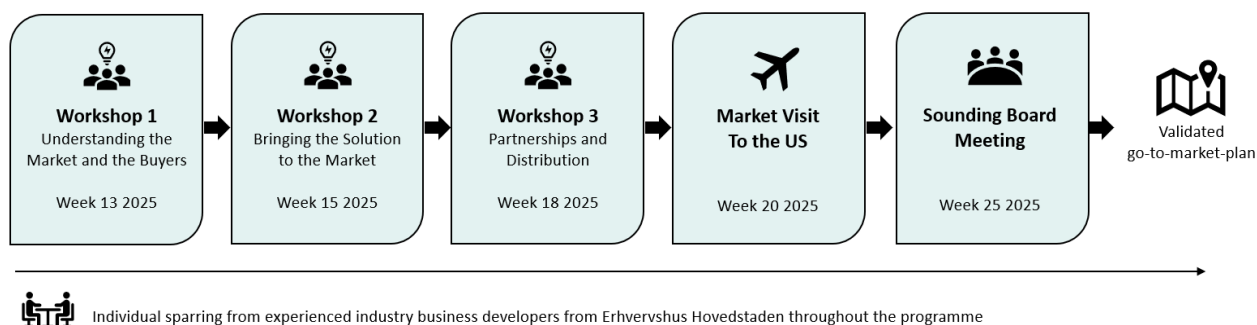 Workshop 1
Understanding the
Market and the Buyers
Week 13 2025
Workshop 2
Bringing the Solution
to the Market
Week 15 2025
Workshop 3
Partnerships and
Distribution
Week 18 2025
Market Visit
To the US
Week 20 2025
Sounding Board
Meeting
Week 25 2025
Validated
go-to-market-plan
Individual sparring from experienced industry business developers from Erhvervshus Hovedstaden throughout the programme